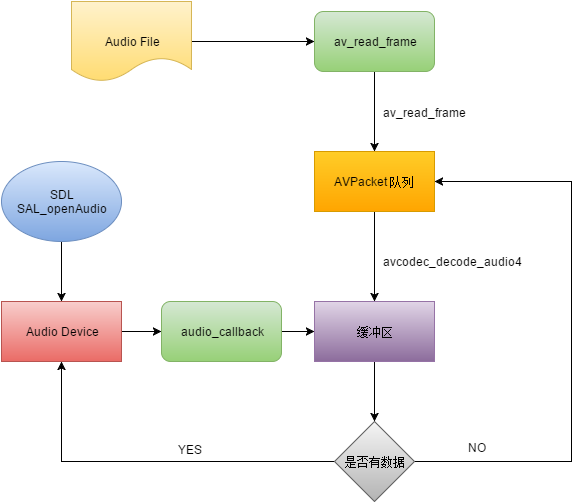 Audio File
av_read_frame
av_read_frame
AVPacket队列
SDL
SAL_openAudio
avcodec_decode_audio4
Audio Device
audio_callback
缓冲区
YES
是否有数据
NO